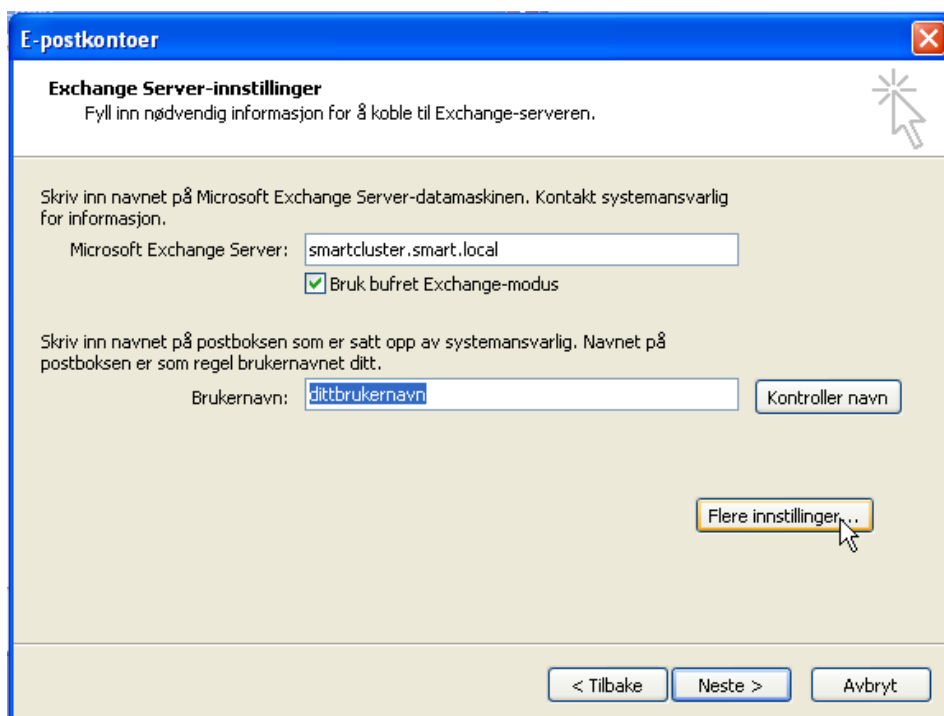 E-postkontoer
Exchange Server-innstillinger
Fyll inn nødvendig informasjon for å koble til Exchange-serveren.
Skriv inn navnet på Microsoft Exchange Server-datamaskinen. Kontakt systemansvarlig
for informasjon.
Microsoft Exchange Server: smartcluster.smart.local
Bruk bufret Exchange-modus
Skriv inn navnet på postboksen som er satt opp av systemansvarlig. Navnet på
postboksen er som regel brukernavnet ditt.
Brukernavn: dittbrukernavn Kontroller navn
Flere innstillinger...
< Tilbake Neste > Avbryt